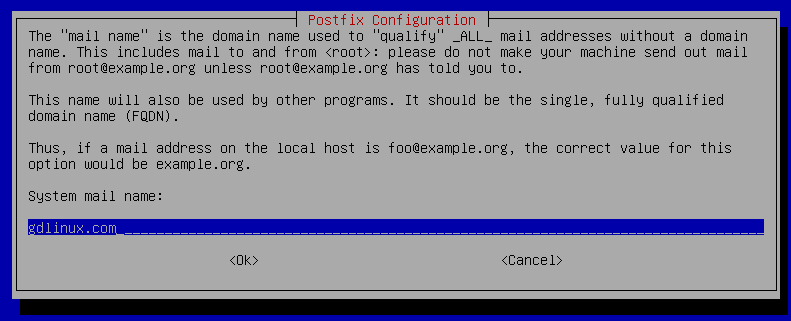 Postfix Configuration
The "mail name" is the domain name used to "qualify" _ALL_ mail addresses without a domain
name. This includes mail to and from <root>: please do not make your machine send out mail
from root@example.org unless root@example.org has told you to.
This name will also be used by other programs. It should be the single, fully qualified
domain name (FQDN).
Thus, if a mail address on the local host is foo@example.org, the correct value for this
option would be example.org.
System mail name:
gdlinux.com
<Ok> <Cancel>